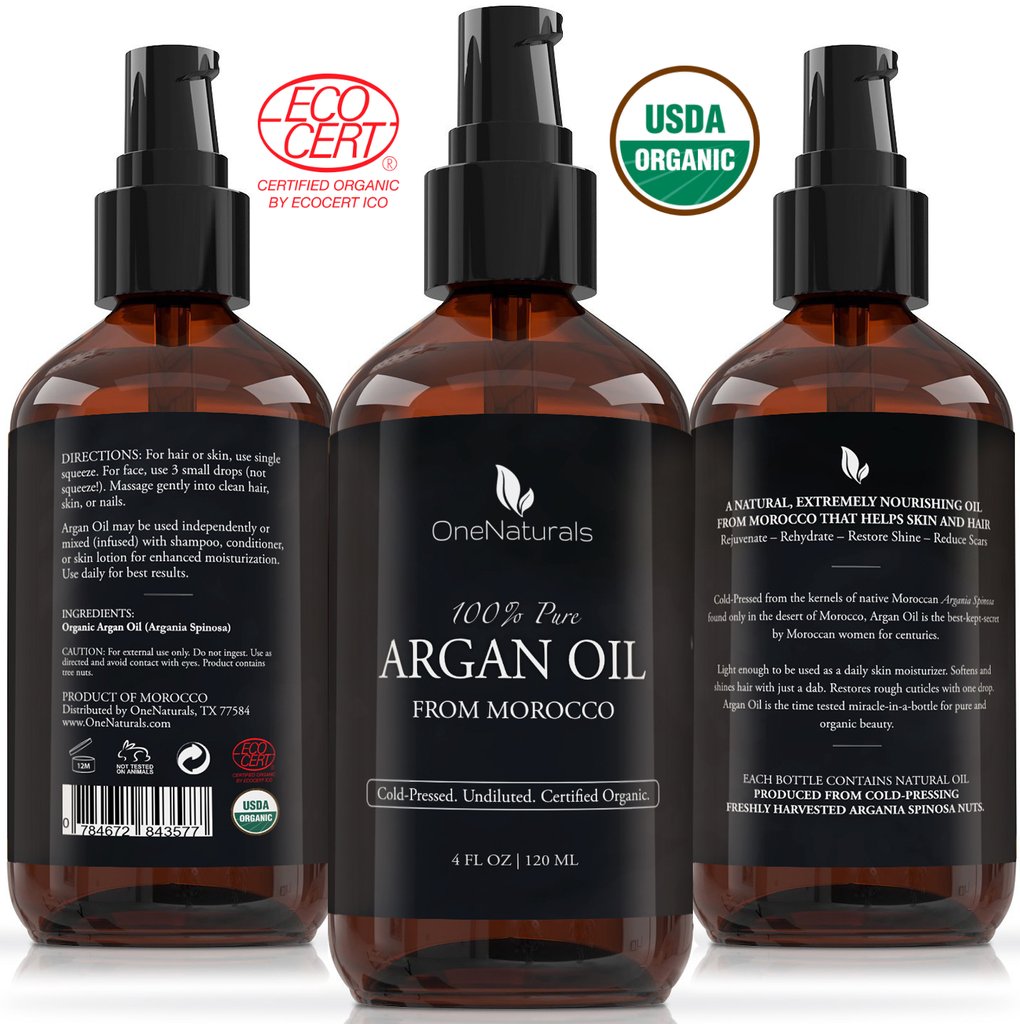 ECO
CERT
®
CERTIFIED ORGANIC
BY ECOCERT ICO
USDA
ORGANIC
DIRECTIONS: For hair or skin, use single
squeeze. For face, use 3 small drops (not
squeeze!). Massage gently into clean hair,
skin, or nails.
Argan Oil may be used independently or
mixed (infused) with shampoo, conditioner,
or skin lotion for enhanced moisturization.
Use daily for best results.
INGREDIENTS:
Organic Argan Oil (Argania Spinosa)
CAUTION: For external use only. Do not ingest. Use as
directed and avoid contact with eyes. Product contains
tree nuts.
PRODUCT OF MOROCCO
Distributed by OneNaturals, TX 77584
www.OneNaturals.com
12M
NOT TESTED
ON ANIMALS
ECO
CERT
CERTIFIED ORGANIC
BY ECOCERT ICO
0 784672 843577
USDA
ORGANIC
OneNaturals
100% Pure
ARGAN OIL
FROM MOROCCO
Cold-Pressed. Undiluted. Certified Organic.
4 FL OZ | 120 ML
A NATURAL, EXTREMELY NOURISHING OIL
FROM MOROCCO THAT HELPS SKIN AND HAIR
Rejuvenate – Rehydrate – Restore Shine – Reduce Scars
Cold-Pressed from the kernels of native Moroccan Argania Spinosa
found only in the desert of Morocco, Argan Oil is the best-kept-secret
by Moroccan women for centuries.
Light enough to be used as a daily skin moisturizer. Softens and
shines hair with just a dab. Restores rough cuticles with one drop.
Argan Oil is the time tested miracle-in-a-bottle for pure and
organic beauty.
EACH BOTTLE CONTAINS NATURAL OIL
PRODUCED FROM COLD-PRESSING
FRESHLY HARVESTED ARGANIA SPINOSA NUTS.